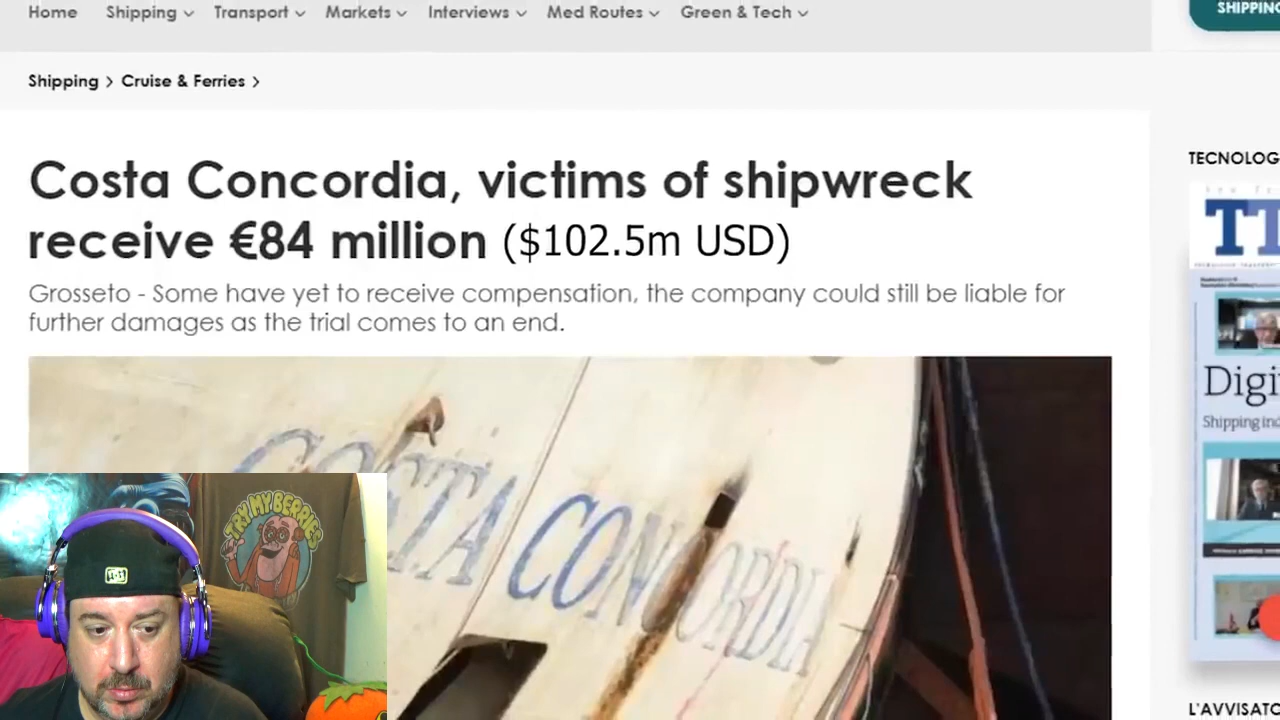 Home Shipping Transport Markets Interviews Med Routes Green & Tech
SHIPPING
Shipping > Cruise & Ferries >
Costa Concordia, victims of shipwreck
receive €84 million ($102.5m USD)
Grosseto - Some have yet to receive compensation, the company could still be liable for
further damages as the trial comes to an end.
TECNOLOG
Digi
Shipping ind
COSTA CONCORDIA
TRY MY BERRIES
L'AVVISATO